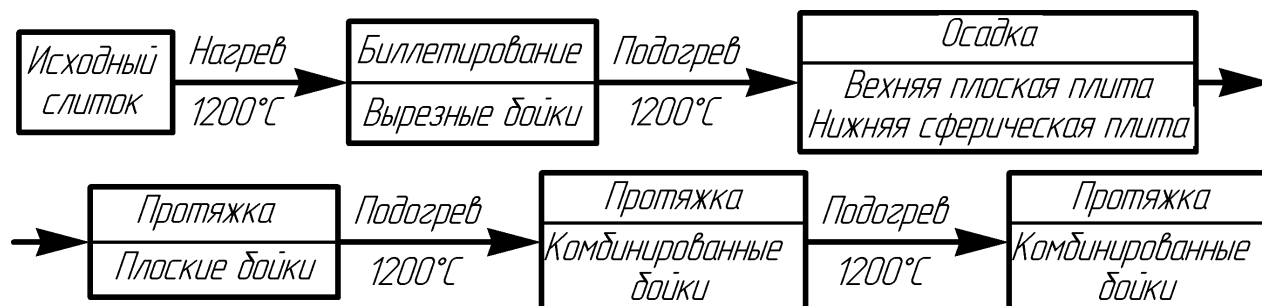 Исходный
слиток
Нагрев
1200°С
Биллетирование
Вырезные бойки
Подогрев
1200°С
Осадка
Вехняя плоская плита
Нижняя сферическая плита
Протяжка
Плоские бойки
Подогрев
1200°С
Протяжка
Комбинированные
бойки
Подогрев
1200°С
Протяжка
Комбинированные
бойки